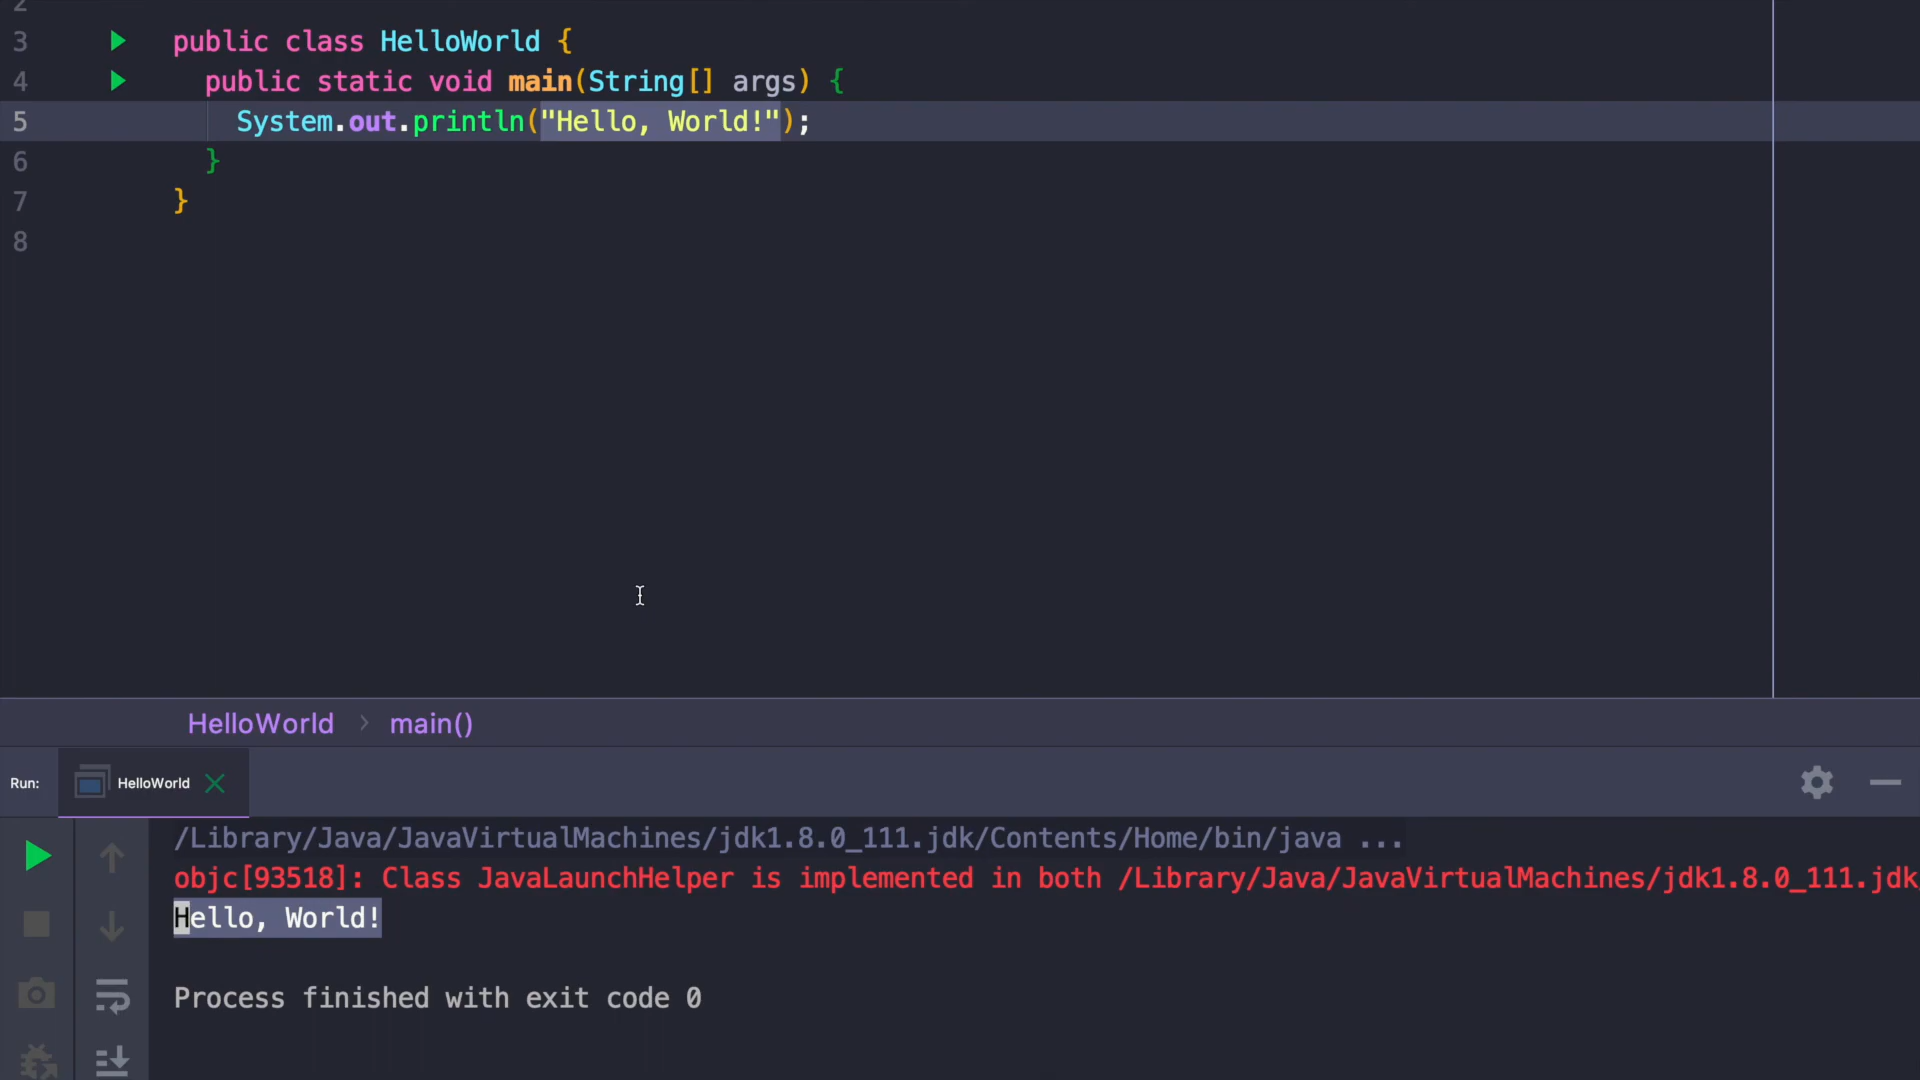 2
3 public class HelloWorld {
4 public static void main(String[] args) {
5 System.out.println("Hello, World!");
6 }
7 }
8
HelloWorld > main()
Run: HelloWorld
/Library/Java/JavaVirtualMachines/jdk1.8.0_111.jdk/Contents/Home/bin/java ...
objc[93518]: Class JavaLaunchHelper is implemented in both /Library/Java/JavaVirtualMachines/jdk1.8.0_111.jdk
Hello, World!
Process finished with exit code 0